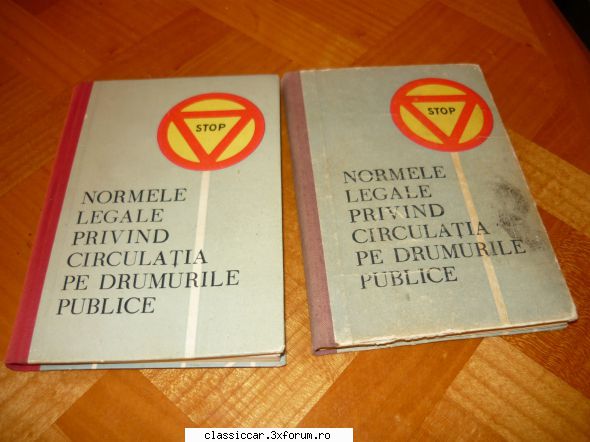 STOP
NORMELE
LEGALE
PRIVIND
CIRCULAȚIA
PE DRUMURILE
PUBLICE
STOP
NORMELE
LEGALE
PRIVIND
CIRCULAȚIA
PE DRUMURILE
PUBLICE
classiccar.3xforum.ro